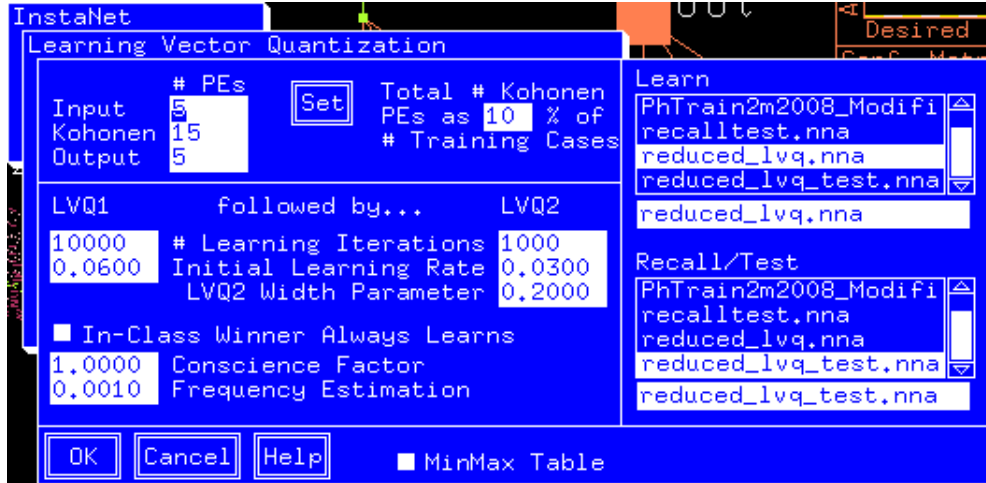 InstaNet
Out
Desired
Learning Vector Quantization
# PEs
Input 5
Kohonen 15
Output 5
Set
Total # Kohonen
PEs as 10 % of
# Training Cases
LVQ1 followed by... LVQ2
10000 # Learning Iterations 1000
0.0600 Initial Learning Rate 0.0300
LVQ2 Width Parameter 0.2000
In-Class Winner Always Learns
1.0000 Conscience Factor
0.0010 Frequency Estimation
Learn
PhTrain2m2008_Modifi
recalltest.nna
reduced_lvq.nna
reduced_lvq_test.nna
reduced_lvq.nna
Recall/Test
PhTrain2m2008_Modifi
recalltest.nna
reduced_lvq.nna
reduced_lvq_test.nna
reduced_lvq_test.nna
OK Cancel Help MinMax Table